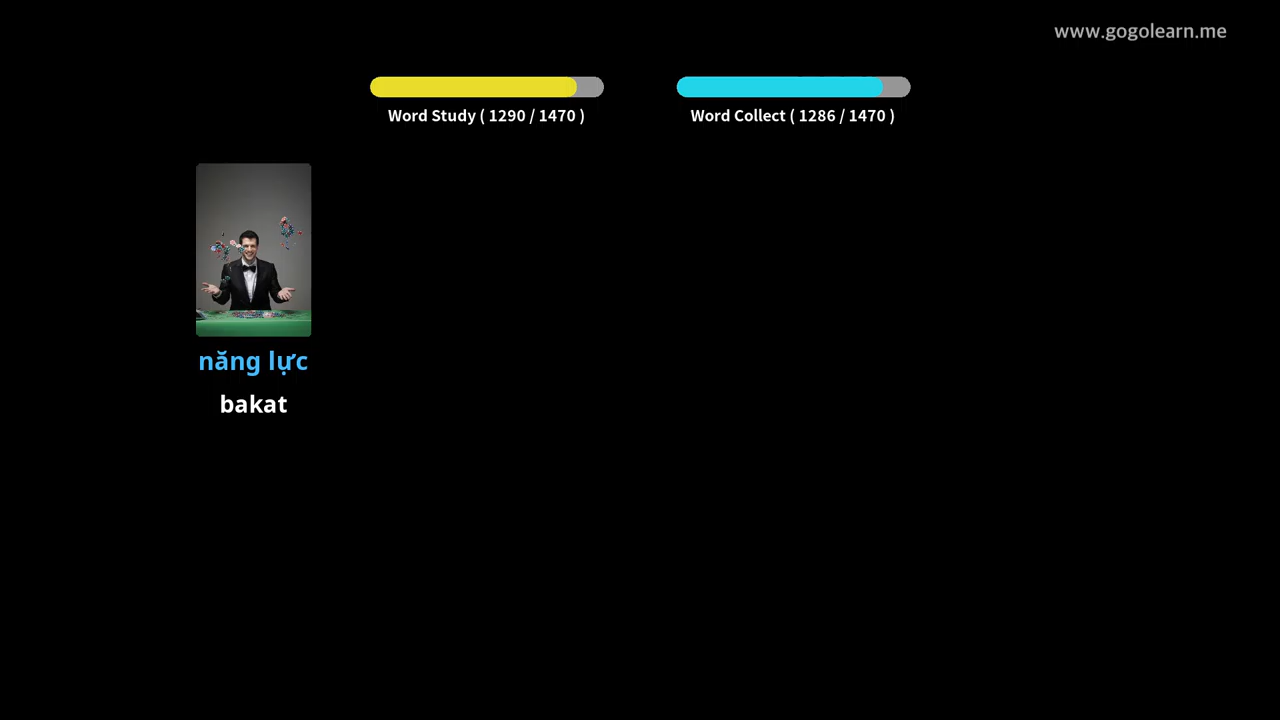 www.gogolearn.me
Word Study ( 1290 / 1470 )
Word Collect ( 1286 / 1470 )
năng lực
bakat